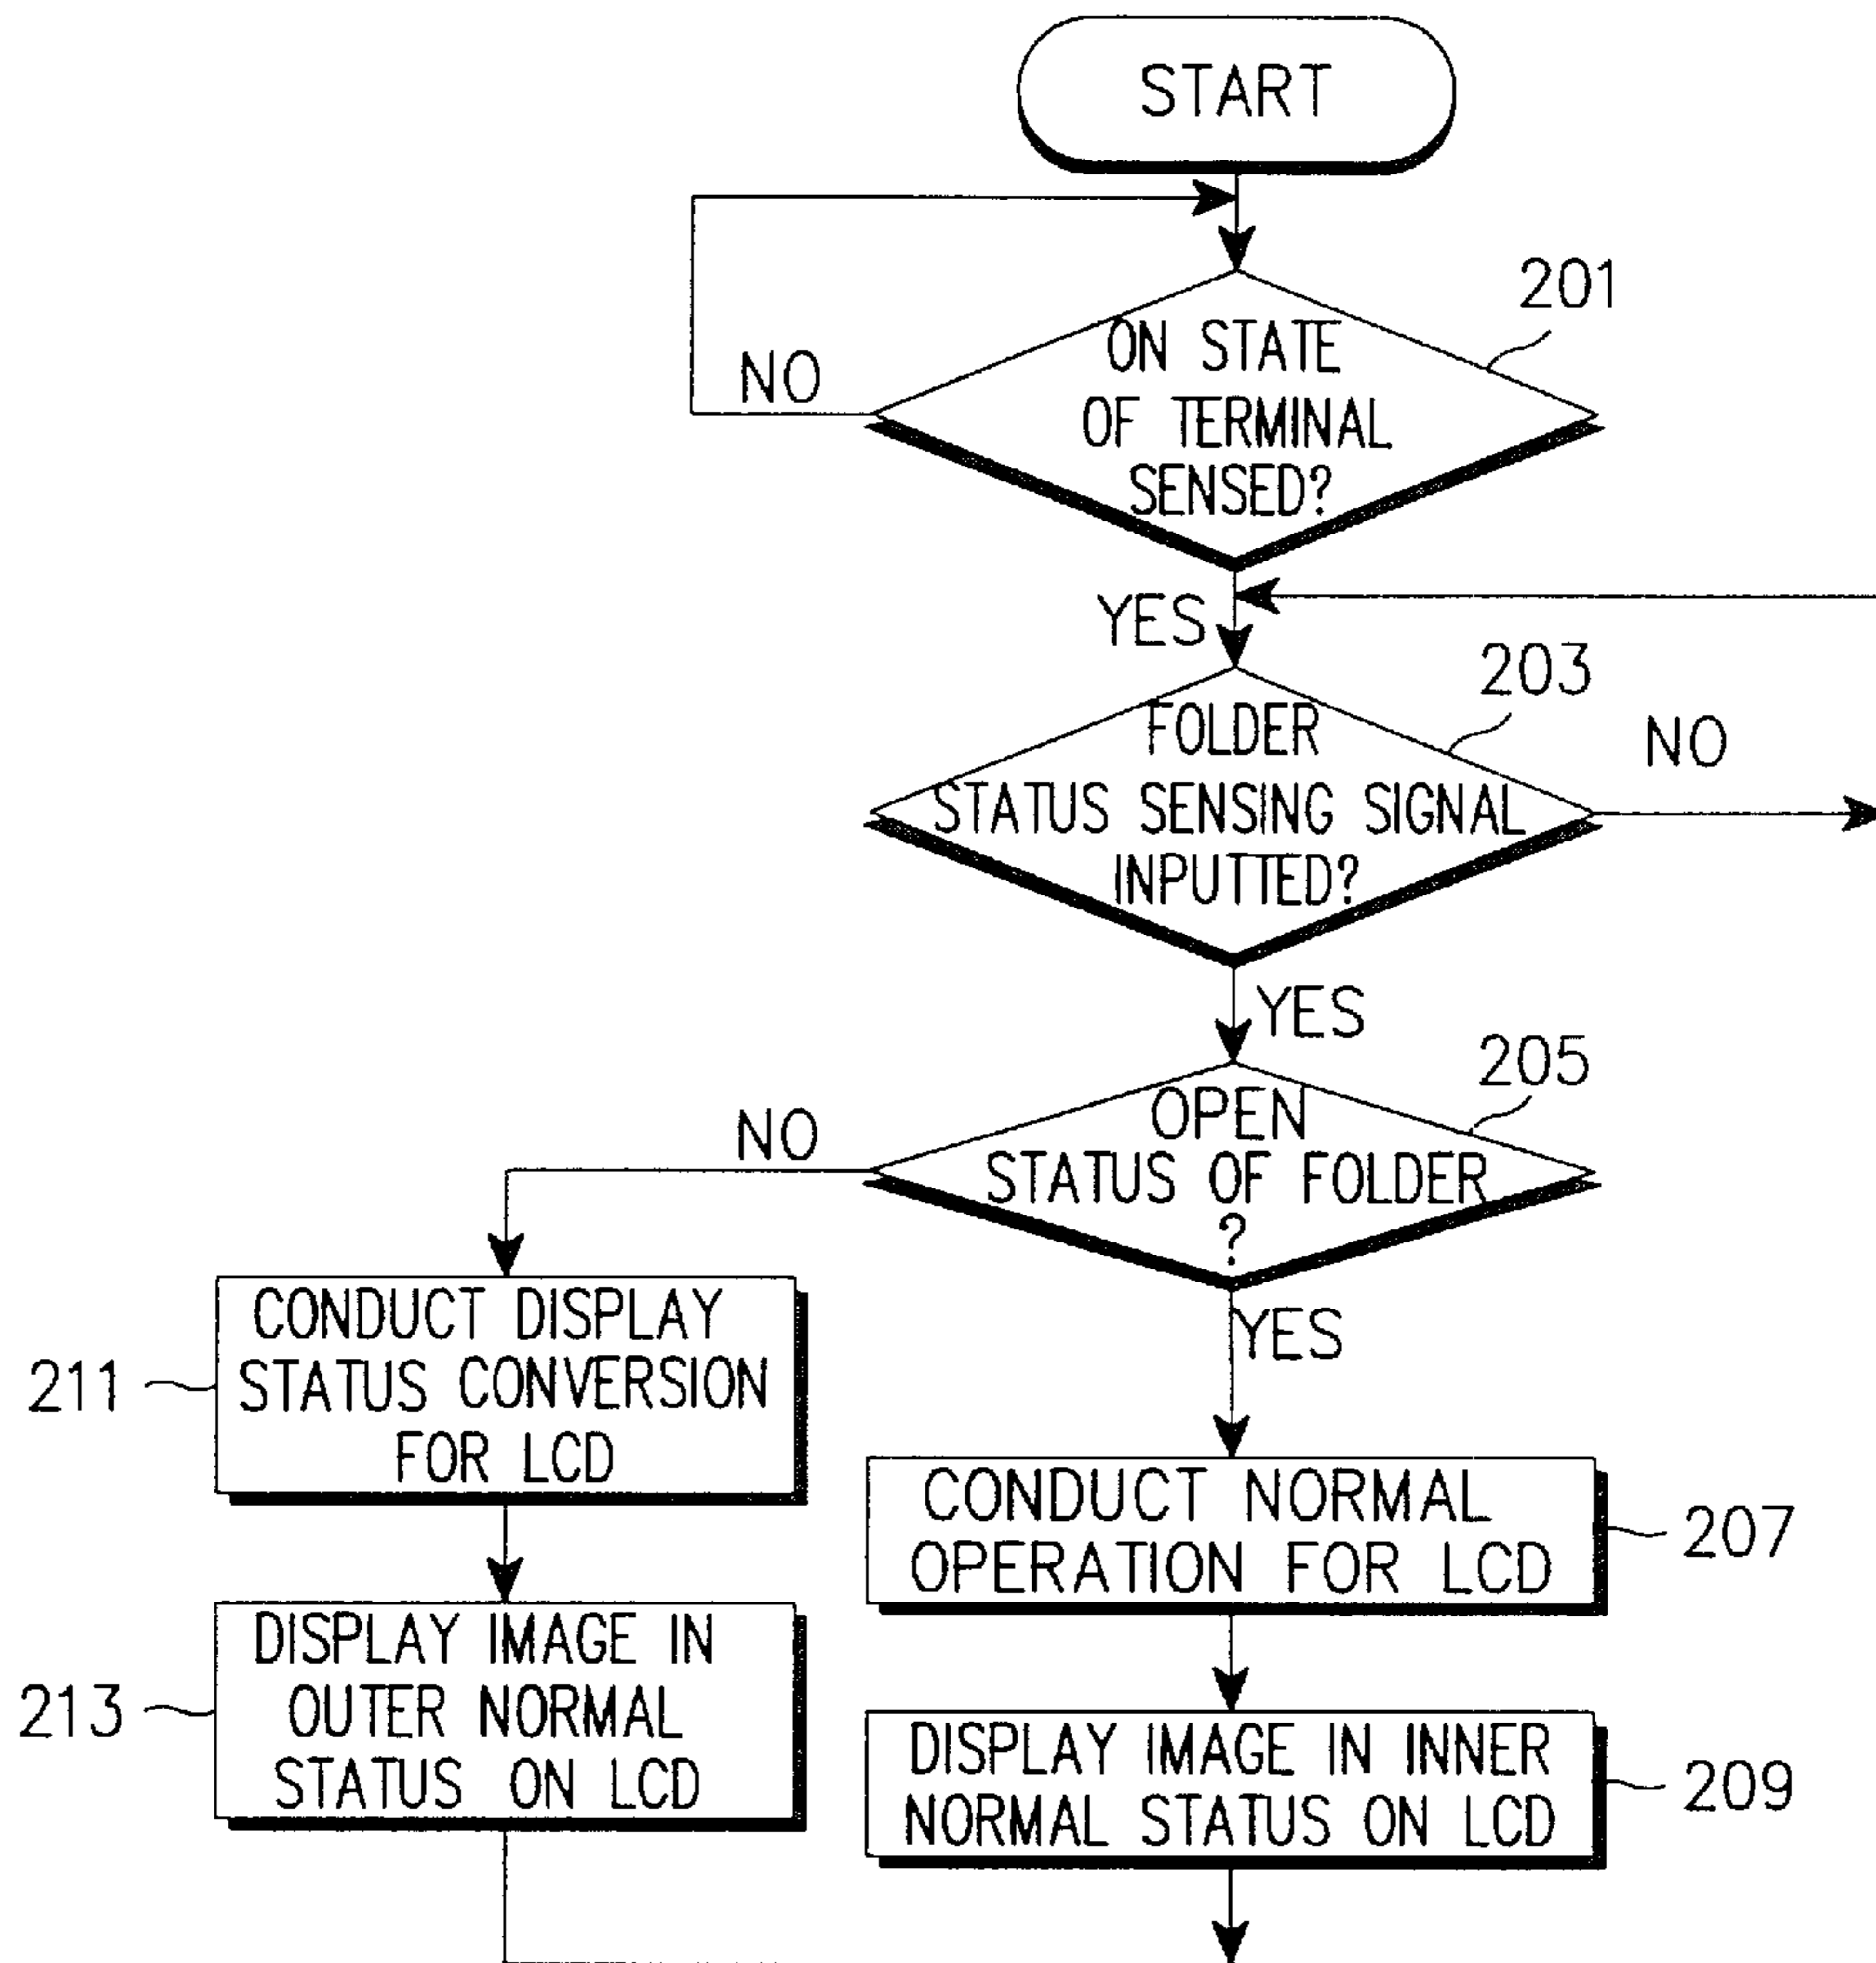 START
201
ON STATE
OF TERMINAL
SENSED?
NO
YES
203
FOLDER
STATUS SENSING SIGNAL
INPUTTED?
NO
YES
205
OPEN
STATUS OF FOLDER
?
NO
YES
211
CONDUCT DISPLAY
STATUS CONVERSION
FOR LCD
CONDUCT NORMAL
OPERATION FOR LCD
207
213
DISPLAY IMAGE IN
OUTER NORMAL
STATUS ON LCD
DISPLAY IMAGE IN INNER
NORMAL STATUS ON LCD
209